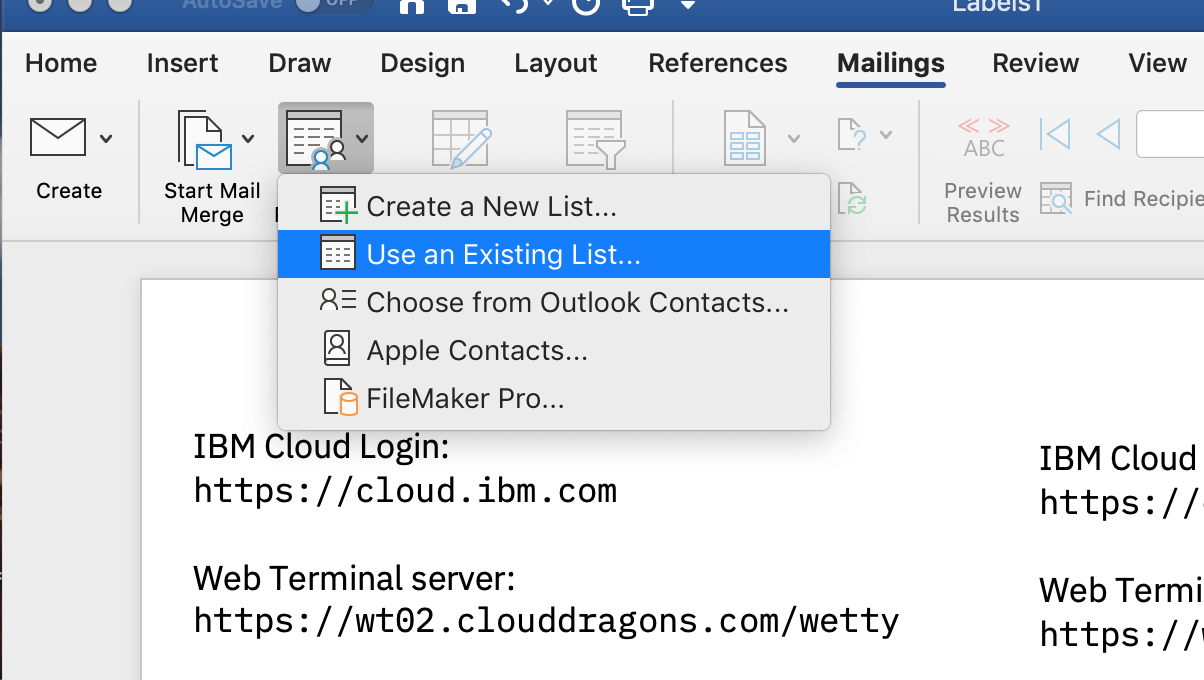 AutoSave OFF Labels1
Home Insert Draw Design Layout References Mailings Review View
Create
Start Mail
Merge
ABC
Preview
Results
Find Recipie
Create a New List...
Use an Existing List...
Choose from Outlook Contacts...
Apple Contacts...
FileMaker Pro...
IBM Cloud Login:
https://cloud.ibm.com
Web Terminal server:
https://wt02.clouddragons.com/wetty
IBM Cloud
https://
Web Termi
https://